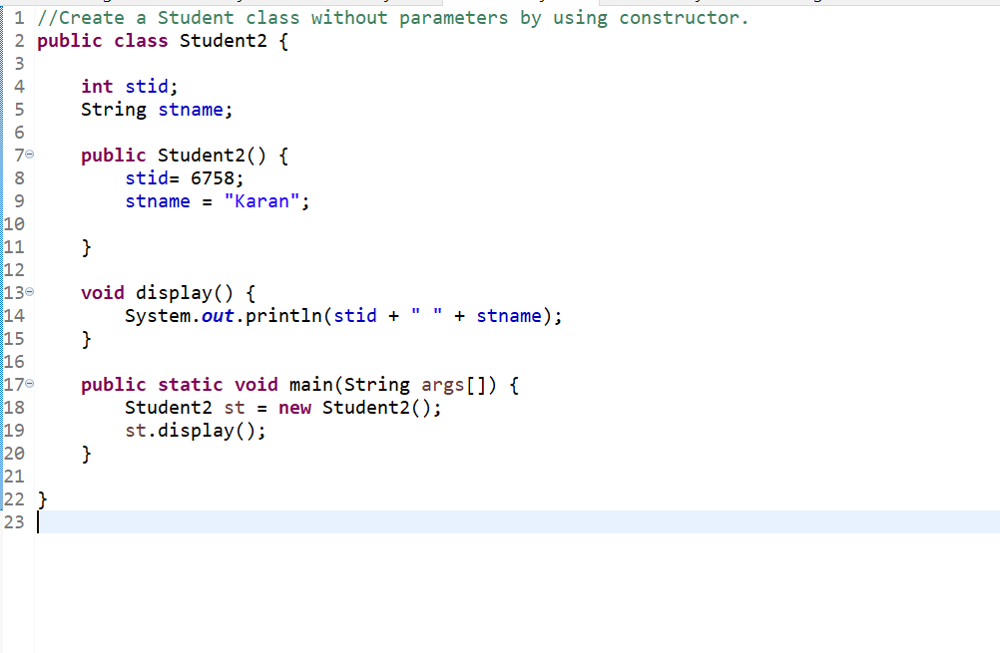 1 //Create a Student class without parameters by using constructor.
2 public class Student2 {
3
4     int stid;
5     String stname;
6
7     public Student2() {
8         stid= 6758;
9         stname = "Karan";
10
11     }
12
13     void display() {
14         System.out.println(stid + " " + stname);
15     }
16
17     public static void main(String args[]) {
18         Student2 st = new Student2();
19         st.display();
20     }
21
22 }
23